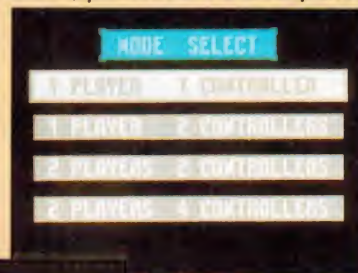 MODE SELECT
1 PLAYER 1 CONTROLLER
1 PLAYER 2 CONTROLLERS
2 PLAYERS 2 CONTROLLERS
2 PLAYERS 4 CONTROLLERS